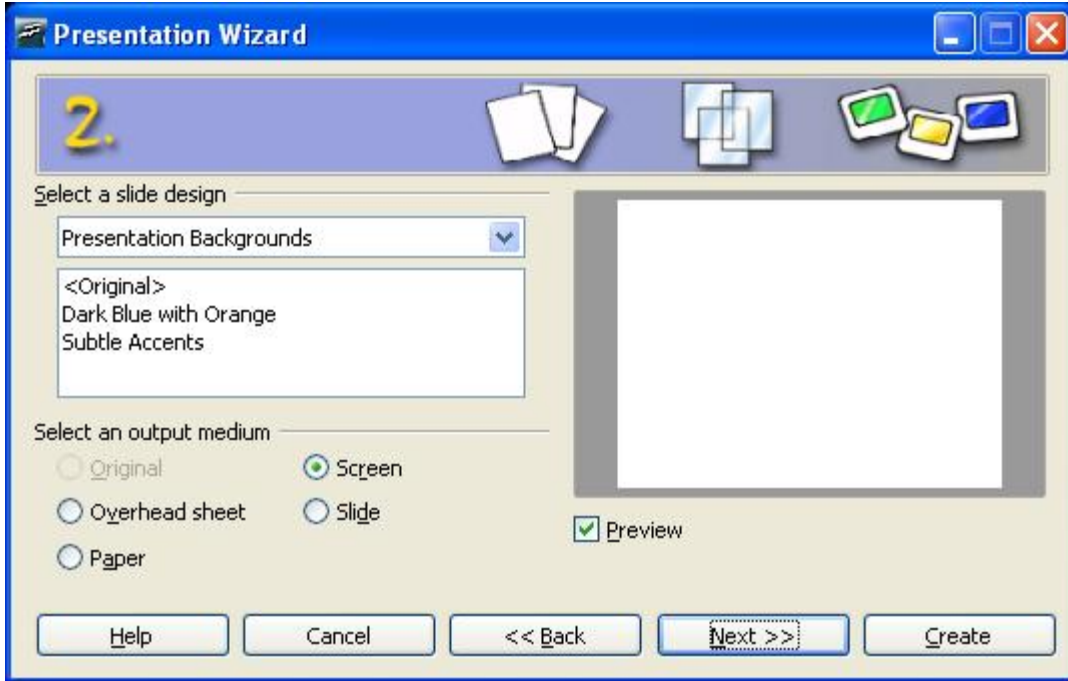 Presentation Wizard
2.
Select a slide design
Presentation Backgrounds
<Original>
Dark Blue with Orange
Subtle Accents
Select an output medium
Original
Screen
Overhead sheet
Slide
Paper
Preview
Help
Cancel
<< Back
Next >>
Create